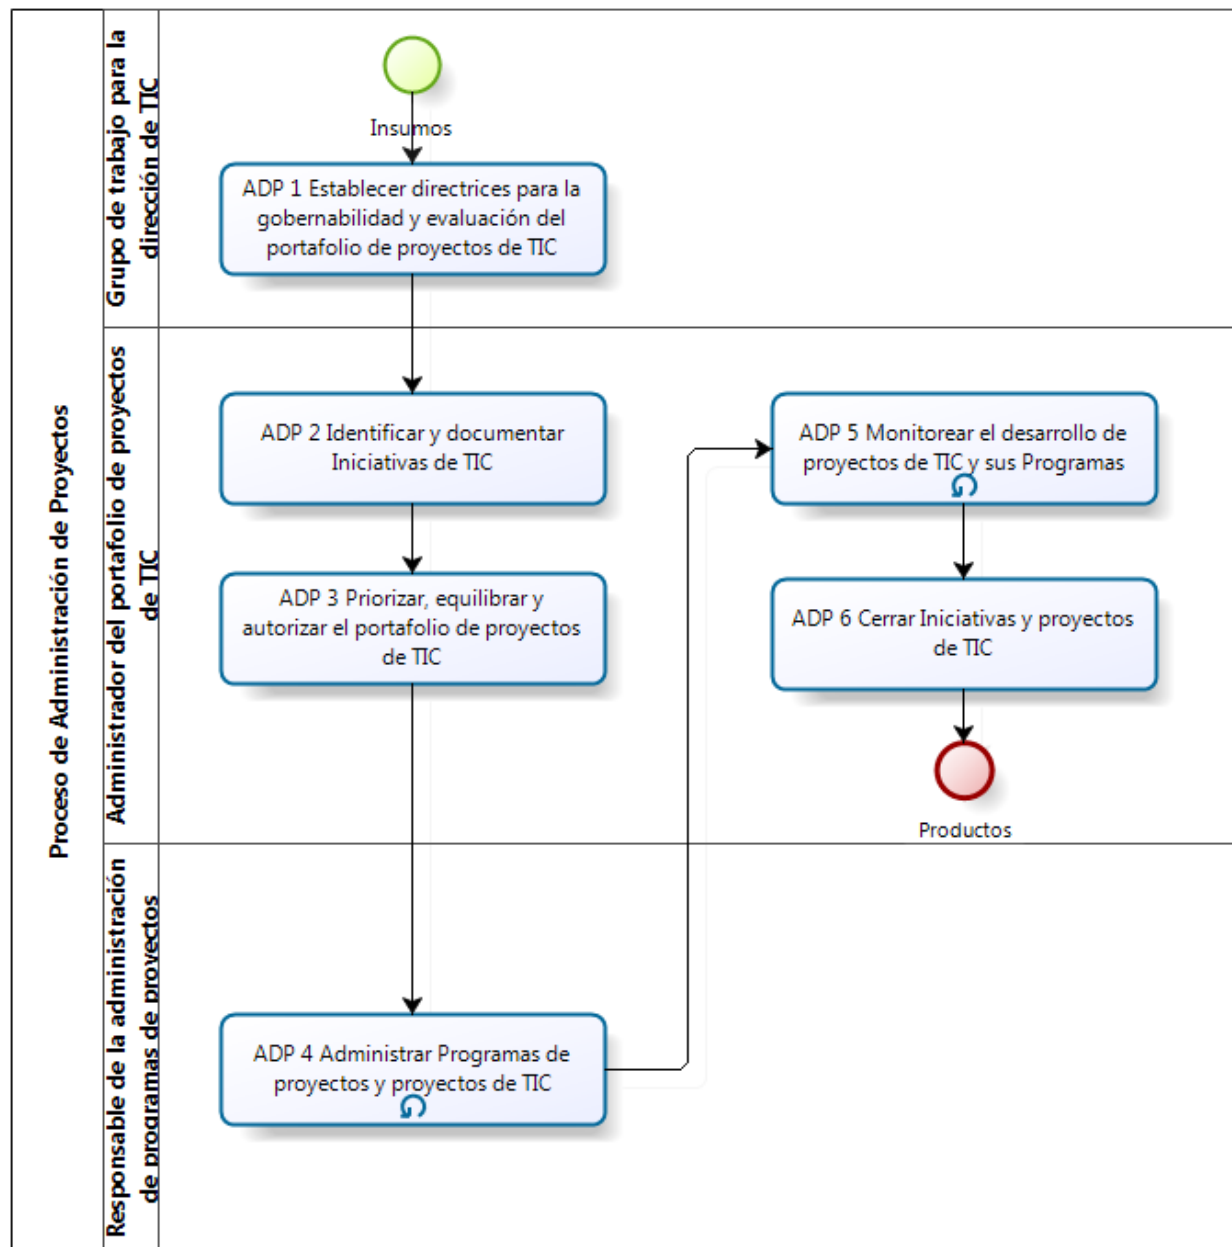 Proceso de Administración de Proyectos
Grupo de trabajo para la
dirección de TIC
Insumos
ADP 1 Establecer directrices para la
gobernabilidad y evaluación del
portafolio de proyectos de TIC
Administrador del portafolio de proyectos
de TIC
ADP 2 Identificar y documentar
Iniciativas de TIC
ADP 3 Priorizar, equilibrar y
autorizar el portafolio de proyectos
de TIC
ADP 5 Monitorear el desarrollo de
proyectos de TIC y sus Programas
ADP 6 Cerrar Iniciativas y proyectos
de TIC
Productos
Responsable de la administración
de programas de proyectos
ADP 4 Administrar Programas de
proyectos y proyectos de TIC